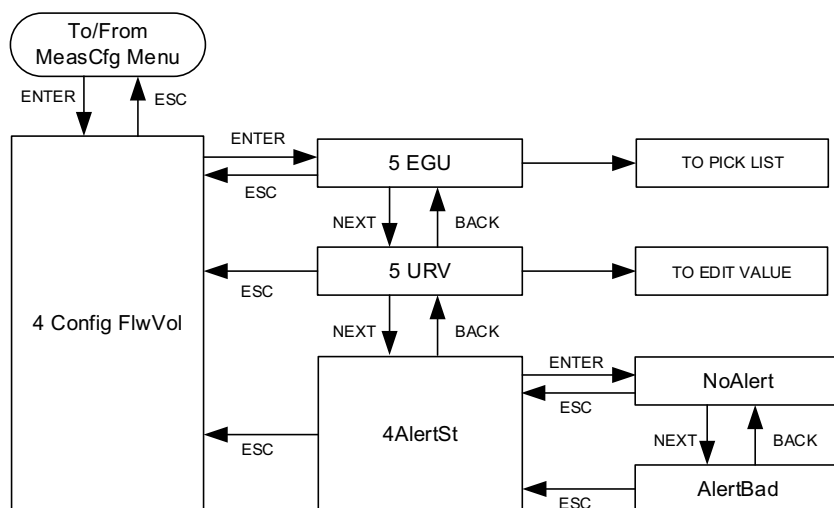 To/From
MeasCfg Menu
ENTER
ESC
ENTER
5 EGU
TO PICK LIST
ESC
NEXT
BACK
5 URV
TO EDIT VALUE
ESC
4 Config FlwVol
NEXT
BACK
ENTER
NoAlert
ESC
4AlertSt
NEXT
BACK
ESC
AlertBad
ESC